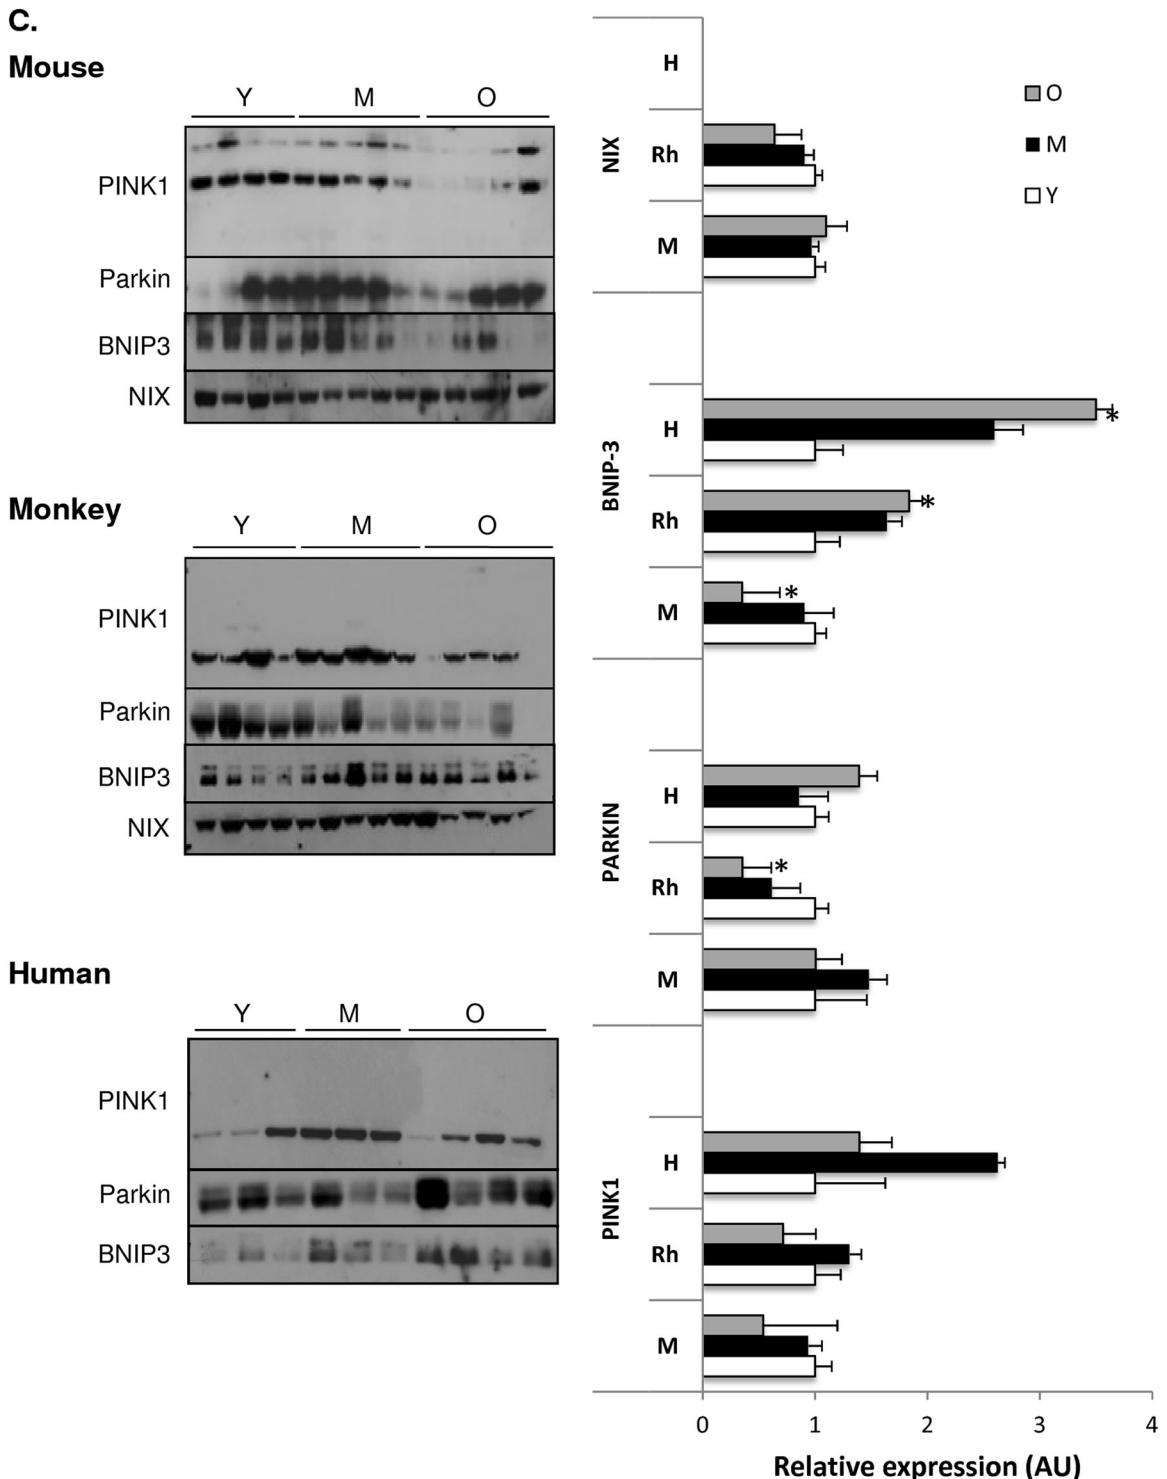 C.
Mouse
Y M O
PINK1
Parkin
BNIP3
NIX
Monkey
Y M O
PINK1
Parkin
BNIP3
NIX
Human
Y M O
PINK1
Parkin
BNIP3
O
M
Y
NIX
H
Rh
M
BNIP-3
H
*
Rh
*
M
*
PARKIN
H
Rh
*
M
PINK1
H
Rh
M
0 1 2 3 4
Relative expression (AU)